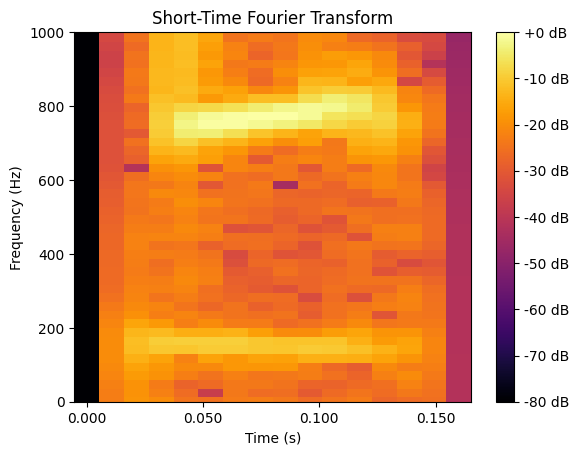 Short-Time Fourier Transform
1000
800
600
400
200
0
Frequency (Hz)
0.000
0.050
0.100
0.150
Time (s)
+0 dB
-10 dB
-20 dB
-30 dB
-40 dB
-50 dB
-60 dB
-70 dB
-80 dB